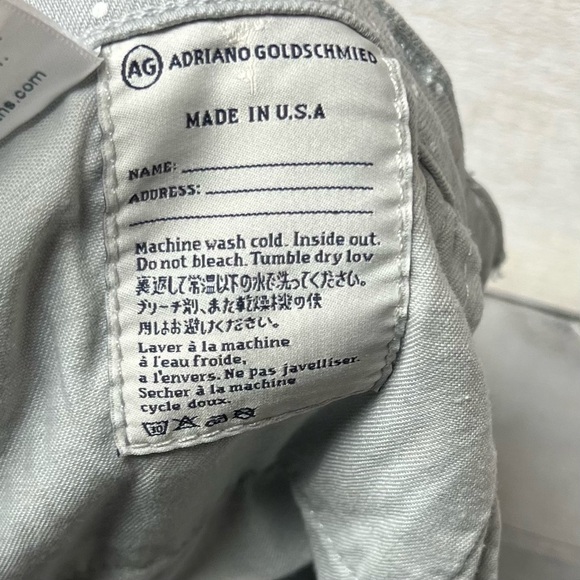 AG ADRIANO GOLDSCHMIED
MADE IN U.S.A
NAME:
ADDRESS:
Machine wash cold. Inside out.
Do not bleach. Tumble dry low
裏返して常温以下の水で洗ってください。
ブリーチ剤、また乾燥機の使
用はお避けください。
Laver à la machine
à l'eau froide,
a l'envers. Ne pas javelliser.
Secher à la machine
cycle doux.
30
ns.com